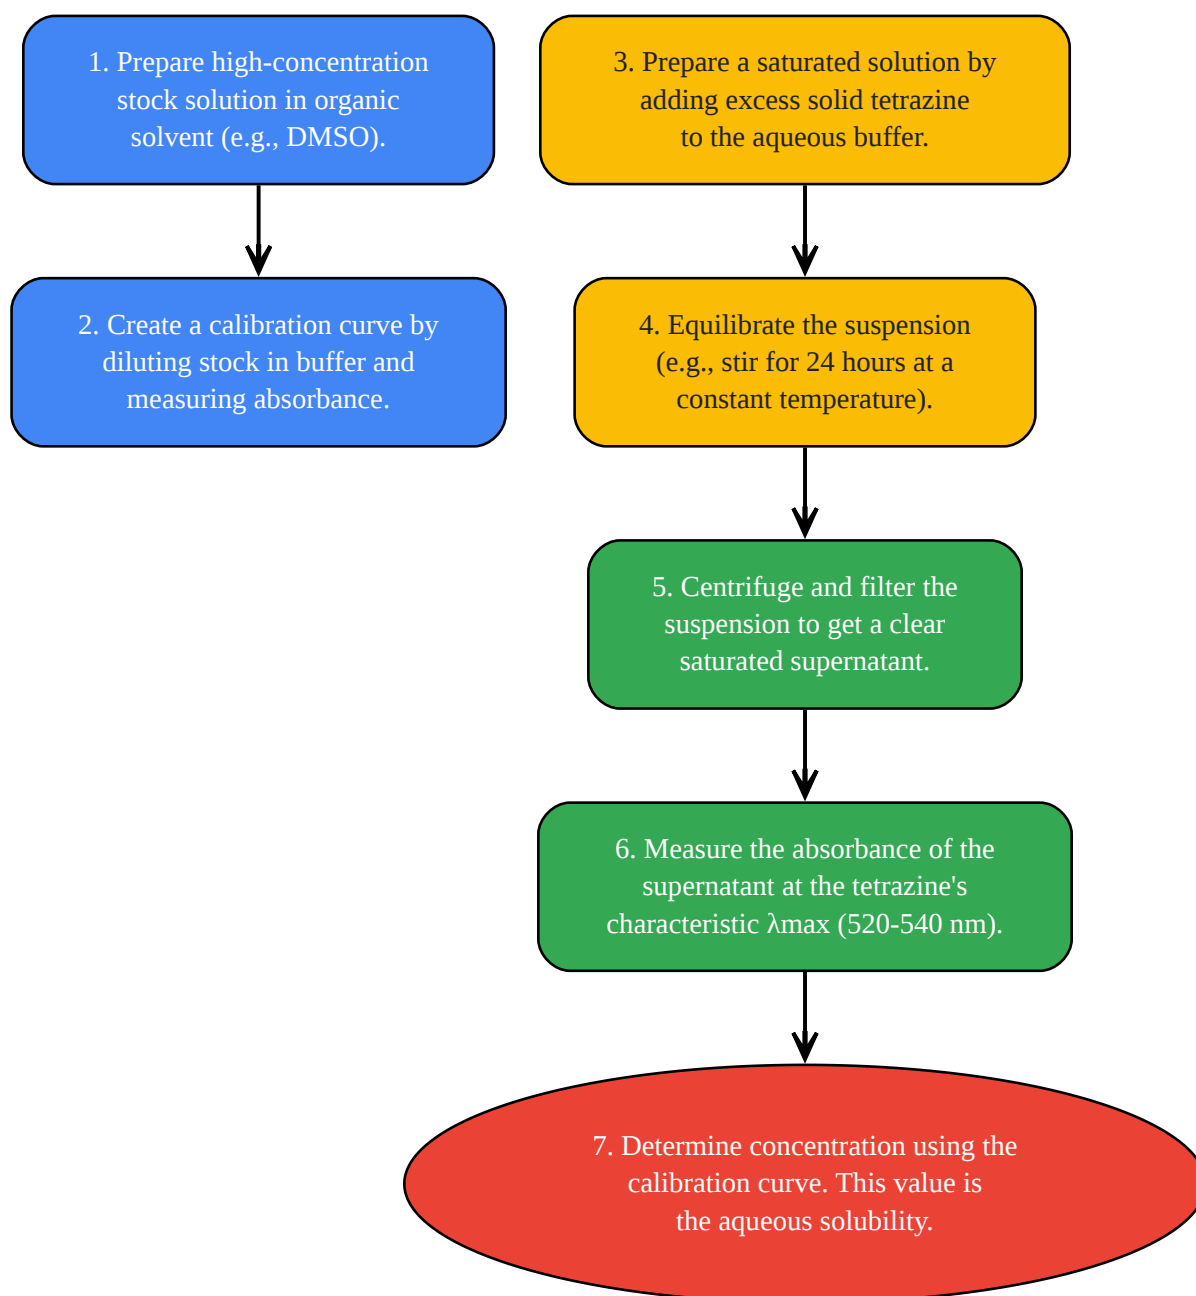 1. Prepare high-concentration
stock solution in organic
solvent (e.g., DMSO).
2. Create a calibration curve by
diluting stock in buffer and
measuring absorbance.
3. Prepare a saturated solution by
adding excess solid tetrazine
to the aqueous buffer.
4. Equilibrate the suspension
(e.g., stir for 24 hours at a
constant temperature).
5. Centrifuge and filter the
suspension to get a clear
saturated supernatant.
6. Measure the absorbance of the
supernatant at the tetrazine's
characteristic λmax (520-540 nm).
7. Determine concentration using the
calibration curve. This value is
the aqueous solubility.